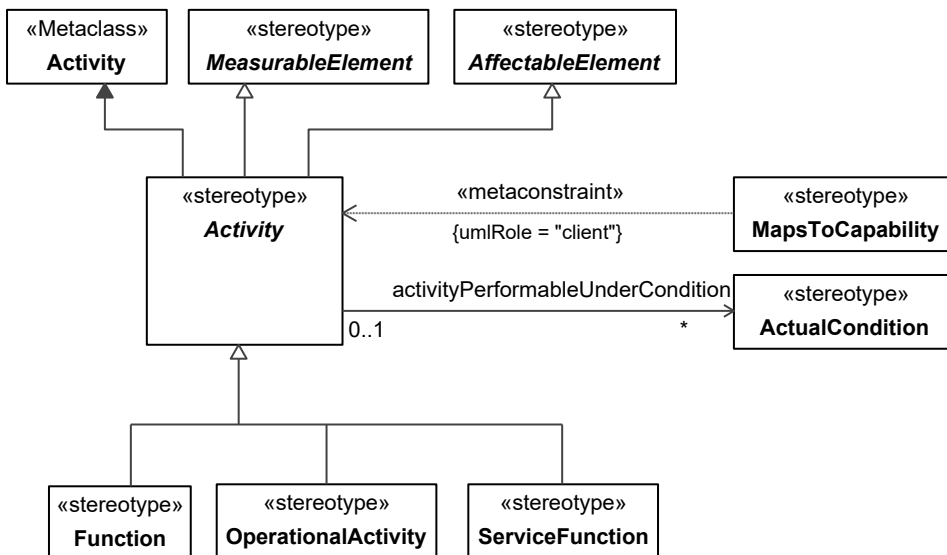 «Metaclass»
Activity
«stereotype»
MeasurableElement
«stereotype»
AffectableElement
«stereotype»
Activity
«metaconstraint»
{umlRole = "client"}
«stereotype»
MapsToCapability
activityPerformableUnderCondition
0..1
*
«stereotype»
ActualCondition
«stereotype»
Function
«stereotype»
OperationalActivity
«stereotype»
ServiceFunction